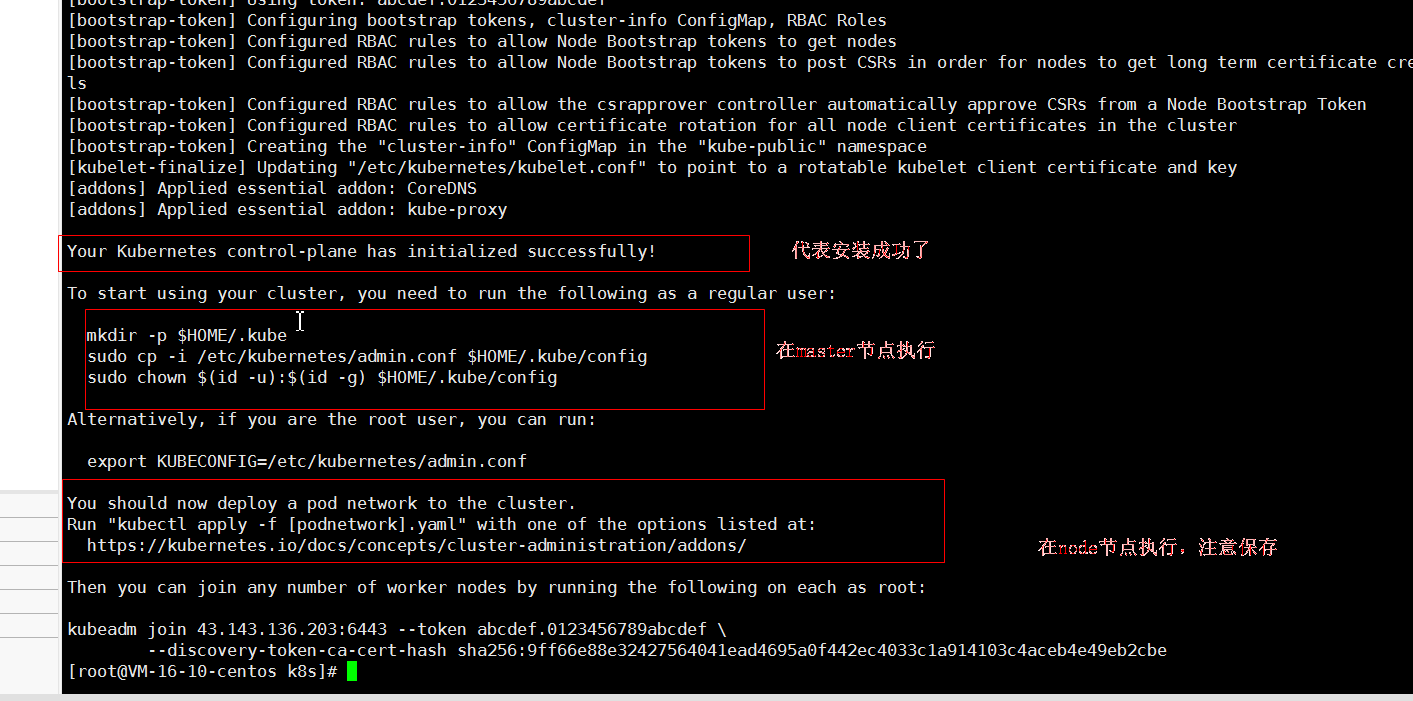 [bootstrap-token] Using token: abcdef.0123456789abcdef
[bootstrap-token] Configuring bootstrap tokens, cluster-info ConfigMap, RBAC Roles
[bootstrap-token] Configured RBAC rules to allow Node Bootstrap tokens to get nodes
[bootstrap-token] Configured RBAC rules to allow Node Bootstrap tokens to post CSRs in order for nodes to get long term certificate cre
ls
[bootstrap-token] Configured RBAC rules to allow the csrapprover controller automatically approve CSRs from a Node Bootstrap Token
[bootstrap-token] Configured RBAC rules to allow certificate rotation for all node client certificates in the cluster
[bootstrap-token] Creating the "cluster-info" ConfigMap in the "kube-public" namespace
[kubelet-finalize] Updating "/etc/kubernetes/kubelet.conf" to point to a rotatable kubelet client certificate and key
[addons] Applied essential addon: CoreDNS
[addons] Applied essential addon: kube-proxy
Your Kubernetes control-plane has initialized successfully!
代表安装成功了
To start using your cluster, you need to run the following as a regular user:
mkdir -p $HOME/.kube
sudo cp -i /etc/kubernetes/admin.conf $HOME/.kube/config
在master节点执行
sudo chown $(id -u):$(id -g) $HOME/.kube/config
Alternatively, if you are the root user, you can run:
export KUBECONFIG=/etc/kubernetes/admin.conf
You should now deploy a pod network to the cluster.
Run "kubectl apply -f [podnetwork].yaml" with one of the options listed at:
https://kubernetes.io/docs/concepts/cluster-administration/addons/
在node节点执行，注意保存
Then you can join any number of worker nodes by running the following on each as root:
kubeadm join 43.143.136.203:6443 --token abcdef.0123456789abcdef \
--discovery-token-ca-cert-hash sha256:9ff66e88e32427564041ead4695a0f442ec4033c1a914103c4aceb4e49eb2cbe
[root@VM-16-10-centos k8s]#